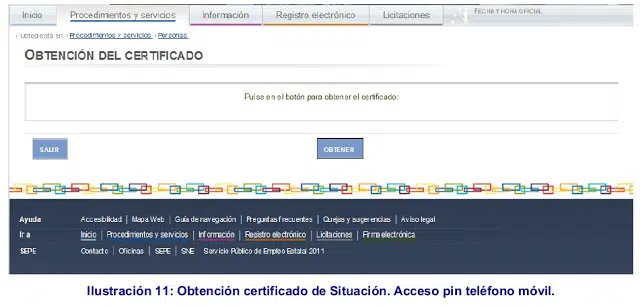 Inicio Procedimientos y servicios Información Registro electrónico Licitaciones FECHA Y HORA OFICIAL
› Usted está en: › Procedimientos y servicios › Personas
OBTENCIÓN DEL CERTIFICADO
Pulse en el botón para obtener el certificado:
SALIR OBTENER
Ayuda Accesibilidad | Mapa Web | Guía de navegación | Preguntas frecuentes | Quejas y sugerencias | Aviso legal
Ir a Inicio | Procedimientos y servicios | Información | Registro electrónico | Licitaciones | Firma electrónica
SEPE Contacto | Oficinas | SEPE | SNE Servicio Público de Empleo Estatal 2011
Ilustración 11: Obtención certificado de Situación. Acceso pin teléfono móvil.